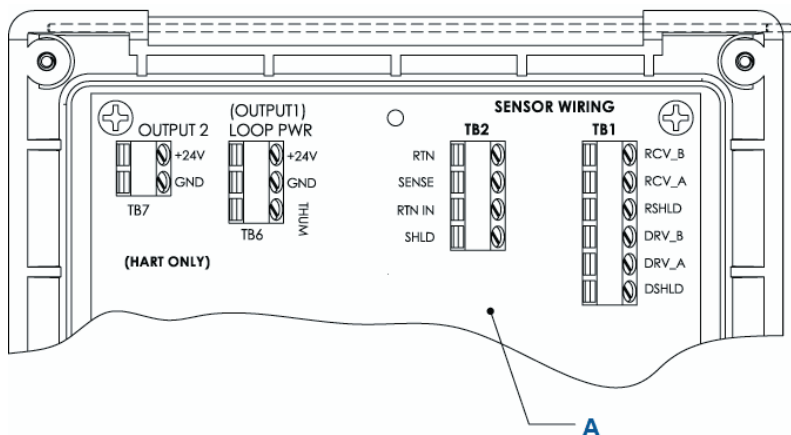 OUTPUT 2
+24V
GND
TB7
(HART ONLY)
(OUTPUT1)
LOOP PWR
+24V
GND
THUM
TB6
SENSOR WIRING
TB2
RTN
SENSE
RTN IN
SHLD
TB1
RCV_B
RCV_A
RSHLD
DRV_B
DRV_A
DSHLD
A